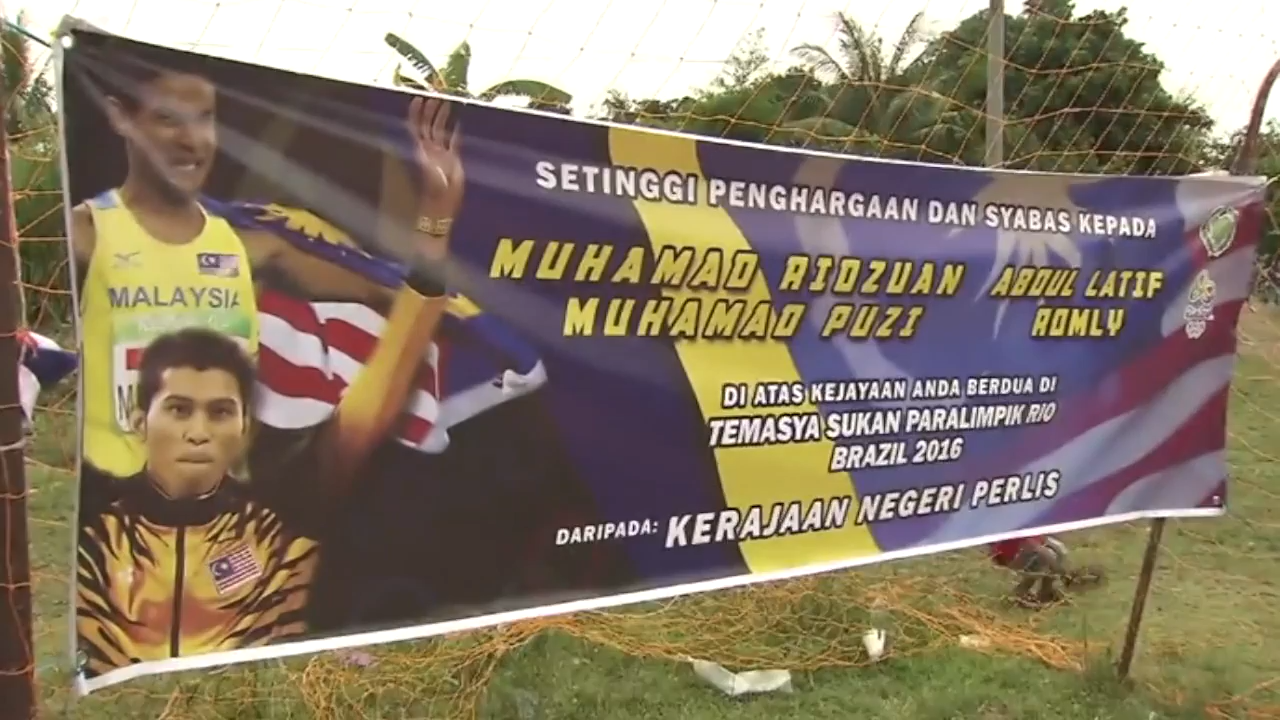 SETINGGI PENGHARGAAN DAN SYABAS KEPADA
MUHAMAD RIDZUAN ABDUL LATIF
MUHAMAD PUZI ROMLY
DI ATAS KEJAYAAN ANDA BERDUA DI
TEMASYA SUKAN PARALIMPIK RIO
BRAZIL 2016
DARIPADA: KERAJAAN NEGERI PERLIS
MALAYSIA